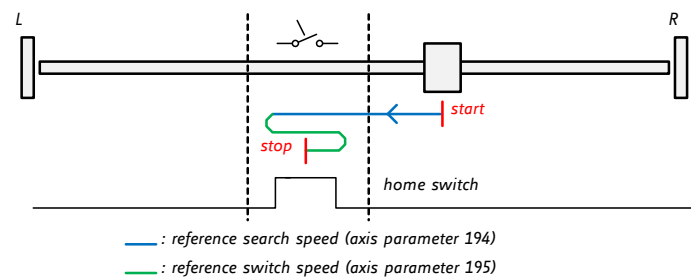 L
R
start
stop
home switch
: reference search speed (axis parameter 194)
: reference switch speed (axis parameter 195)